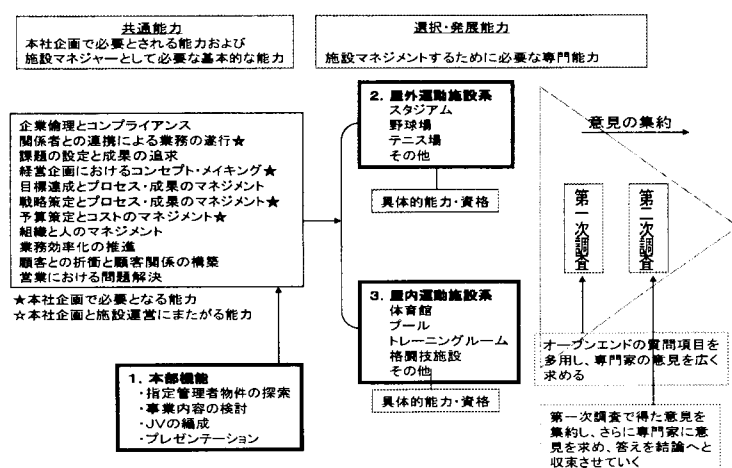 共通能力
本社企画で必要とされる能力および
施設マネジャーとして必要な基本的な能力
選択・発展能力
施設マネジメントするために必要な専門能力
企業倫理とコンプライアンス
関係者との連携による業務の遂行★
課題の設定と成果の追求
経営企画におけるコンセプト・メイキング★
目標達成とプロセス・成果のマネジメント
戦略策定とプロセス・成果のマネジメント★
予算策定とコストのマネジメント★
組織と人のマネジメント
業務効率化の推進
顧客との折衝と顧客関係の構築
営業における問題解決
★本社企画で必要となる能力
☆本社企画と施設運営にまたがる能力
1. 本部機能
・指定管理者物件の探索
・事業内容の検討
・JVの編成
・プレゼンテーション
2. 屋外運動施設系
スタジアム
野球場
テニス場
その他
具体的能力・資格
3. 屋内運動施設系
体育館
プール
トレーニングルーム
格闘技施設
その他
具体的能力・資格
意見の集約
第一次調査
第二次調査
オープンエンドの質問項目
を多用し、専門家の意見を広く
求める
第一次調査で得た意見を
集約し、さらに専門家に意
見を求め、答えを結論へと
収束させていく